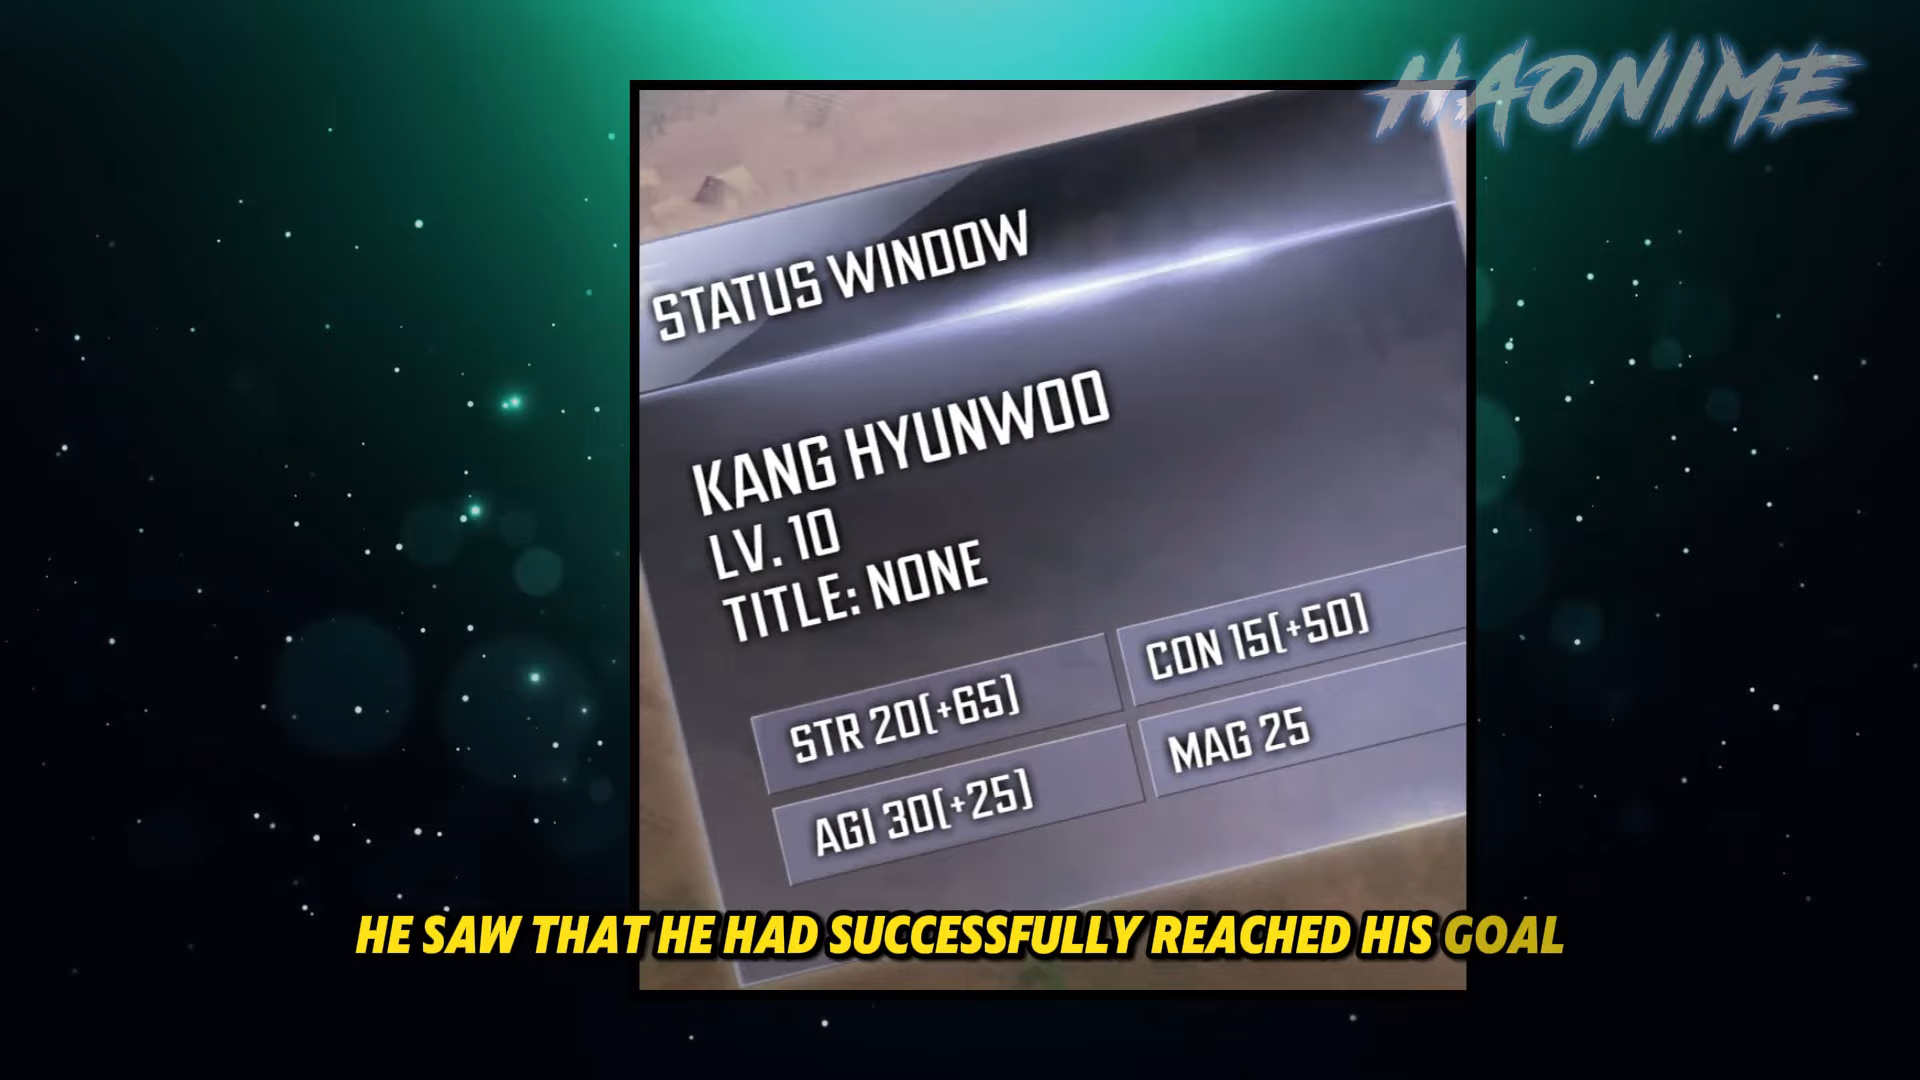 HAONIME
STATUS WINDOW
KANG HYUNWOO
LV. 10
TITLE: NONE
STR 20[+65]
CON 15[+50]
AGI 30[+25]
MAG 25
HE SAW THAT HE HAD SUCCESSFULLY REACHED HIS GOAL